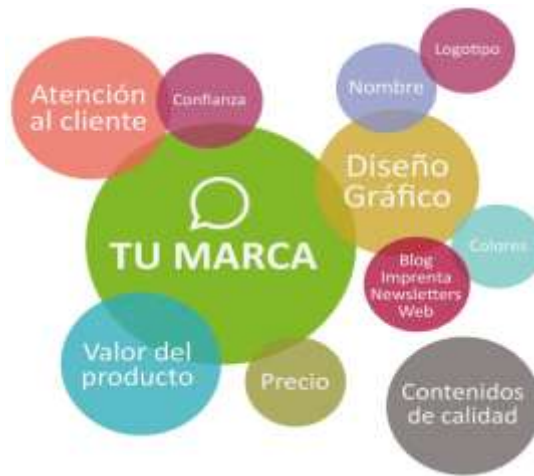 Logotipo
Nombre
Atención
al cliente
Confianza
Diseño
Gráfico
TU MARCA
Colores
Blog
Imprenta
Newsletters
Web
Valor del
producto
Precio
Contenidos
de calidad